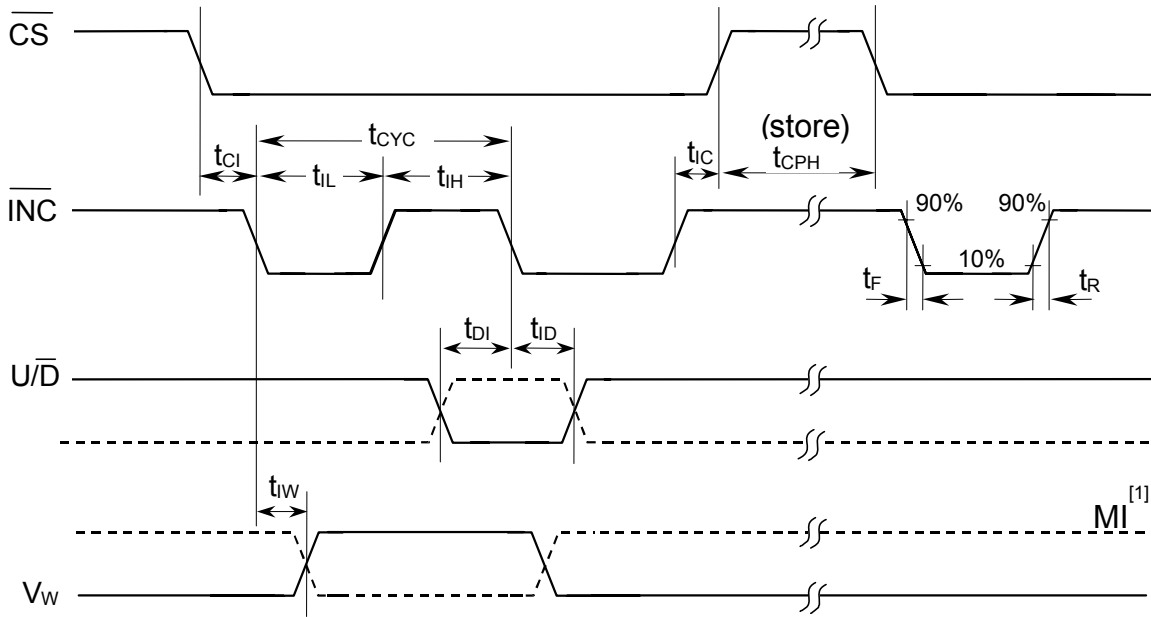 CS
(store)
tCYC
tCI tIL tIH tIC tCPH
INC
90% 90%
10%
tF tR
tDI tID
U/D
tIW
MI[1]
VW